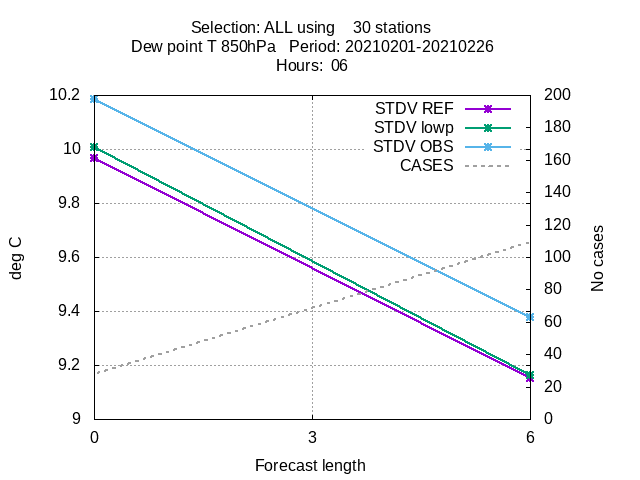 Selection: ALL using    30 stations
Dew point T 850hPa   Period: 20210201-20210226
Hours:  06
10.2
10
9.8
9.6
9.4
9.2
9
deg C
STDV REF
STDV lowp
STDV OBS
CASES
200
180
160
140
120
100
80
60
40
20
0
No cases
0
3
6
Forecast length